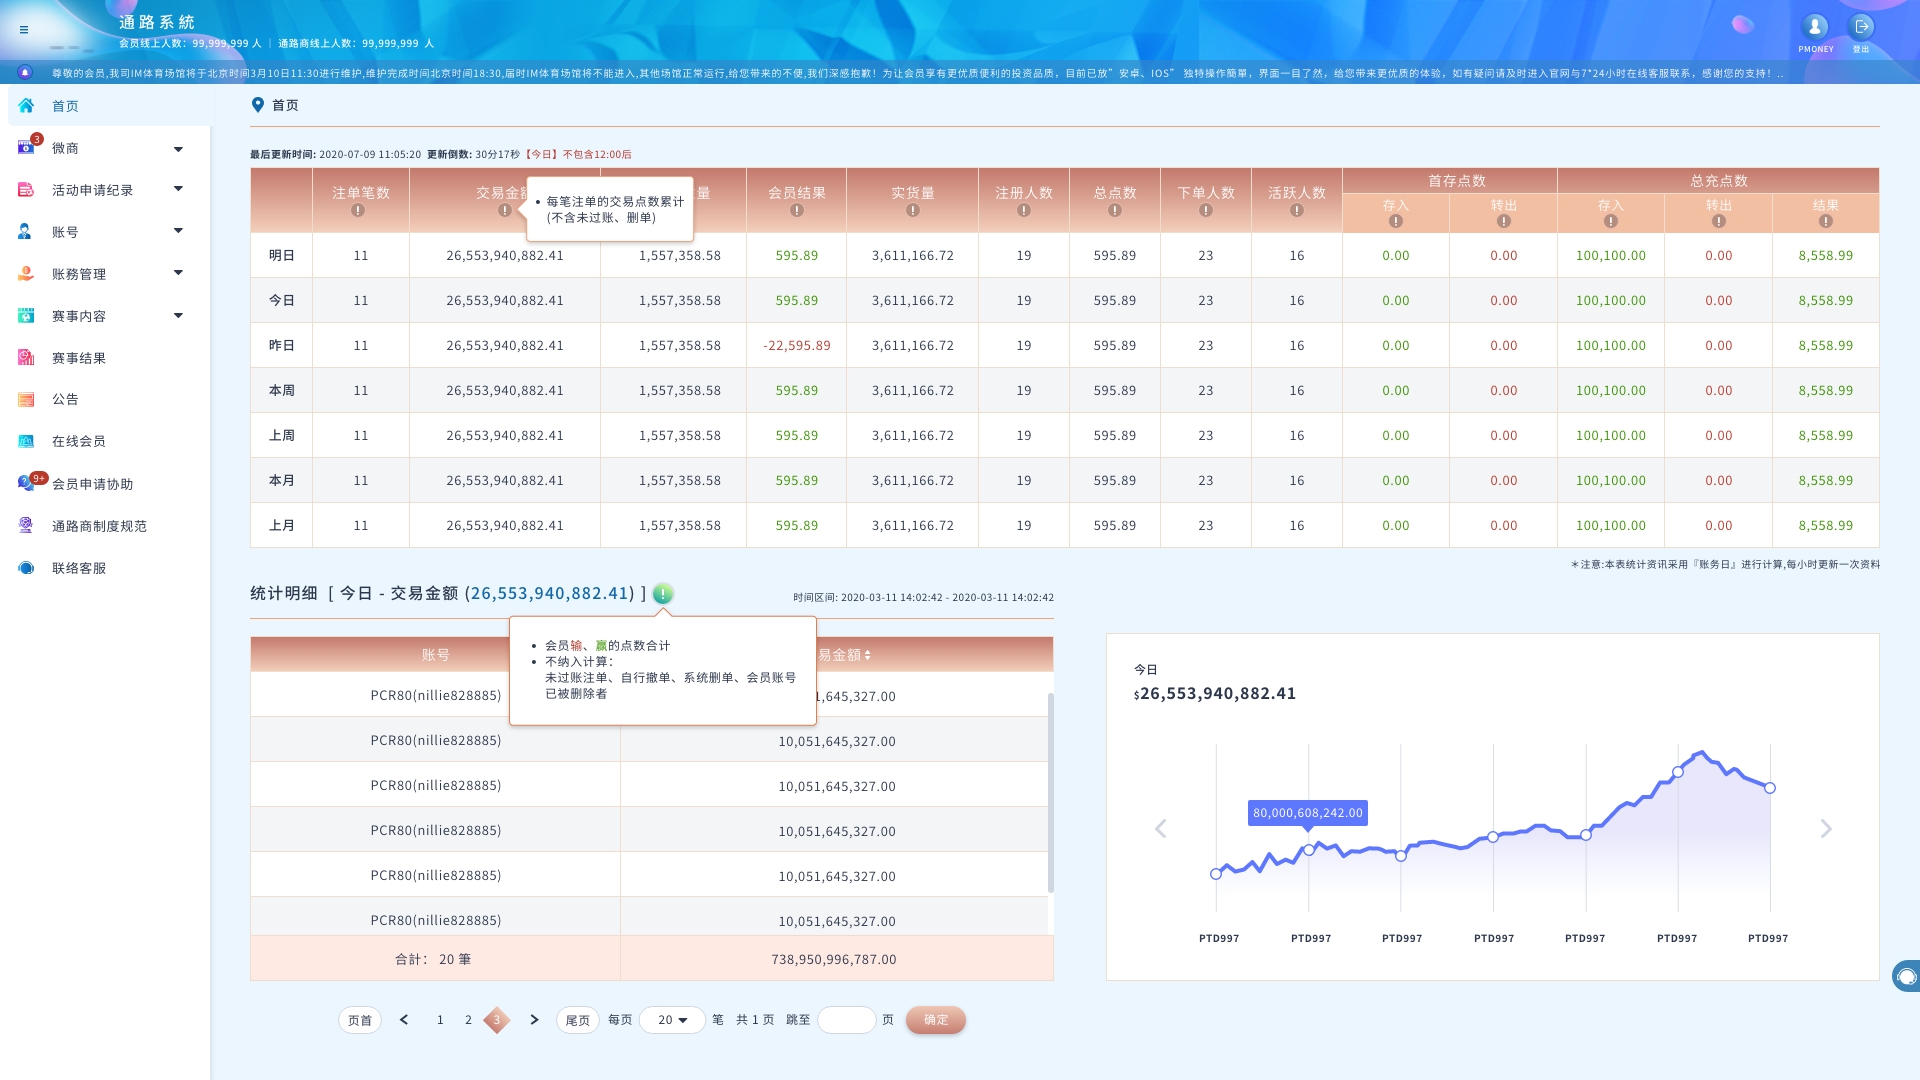 通路系統
会员线上人数：99,999,999 人 | 通路商线上人数：99,999,999 人
PMONEY
登出
尊敬的会员,我司IM体育场馆将于北京时间3月10日11:30进行维护,维护完成时间北京时间18:30,届时IM体育场馆将不能进入,其他场馆正常运行,给您带来的不便,我们深感抱歉！为让会员享有更优质便利的投资品质，目前已放”安卓、IOS” 独特操作簡單，界面一目了然，给您带来更优质的体验，如有疑问请及时进入官网与7*24小时在线客服联系，感谢您的支持！..
首页
3
微商
活动申请纪录
账号
账務管理
赛事内容
赛事结果
公告
在线会员
9+
会员申请协助
通路商制度规范
联络客服
首页
最后更新时间: 2020-07-09 11:05:20 更新倒数: 30分17秒【今日】不包含12:00后
注单笔数 交易金 量 会员结果 实货量 注册人数 总点数 下单人数 活跃人数 首存点数 总充点数
存入 转出 存入 转出 结果
每笔注单的交易点数累计
(不含未过账、删单)
明日 11 26,553,940,882.41 1,557,358.58 595.89 3,611,166.72 19 595.89 23 16 0.00 0.00 100,100.00 0.00 8,558.99
今日 11 26,553,940,882.41 1,557,358.58 595.89 3,611,166.72 19 595.89 23 16 0.00 0.00 100,100.00 0.00 8,558.99
昨日 11 26,553,940,882.41 1,557,358.58 -22,595.89 3,611,166.72 19 595.89 23 16 0.00 0.00 100,100.00 0.00 8,558.99
本周 11 26,553,940,882.41 1,557,358.58 595.89 3,611,166.72 19 595.89 23 16 0.00 0.00 100,100.00 0.00 8,558.99
上周 11 26,553,940,882.41 1,557,358.58 595.89 3,611,166.72 19 595.89 23 16 0.00 0.00 100,100.00 0.00 8,558.99
本月 11 26,553,940,882.41 1,557,358.58 595.89 3,611,166.72 19 595.89 23 16 0.00 0.00 100,100.00 0.00 8,558.99
上月 11 26,553,940,882.41 1,557,358.58 595.89 3,611,166.72 19 595.89 23 16 0.00 0.00 100,100.00 0.00 8,558.99
＊注意:本表统计资讯采用『账务日』进行计算,每小时更新一次资料
统计明细 [ 今日 - 交易金额 (26,553,940,882.41) ]
时间区间: 2020-03-11 14:02:42 - 2020-03-11 14:02:42
会员输、赢的点数合计
不纳入计算：
未过账注单、自行撤单、系统删单、会员账号
已被删除者
账号 易金额
PCR80(nillie828885) 1,645,327.00
PCR80(nillie828885) 10,051,645,327.00
PCR80(nillie828885) 10,051,645,327.00
PCR80(nillie828885) 10,051,645,327.00
PCR80(nillie828885) 10,051,645,327.00
PCR80(nillie828885) 10,051,645,327.00
合計： 20 筆 738,950,996,787.00
页首 1 2 3 尾页 每页 20 笔 共 1 页 跳至 页 确定
今日
$26,553,940,882.41
80,000,608,242.00
PTD997 PTD997 PTD997 PTD997 PTD997 PTD997 PTD997